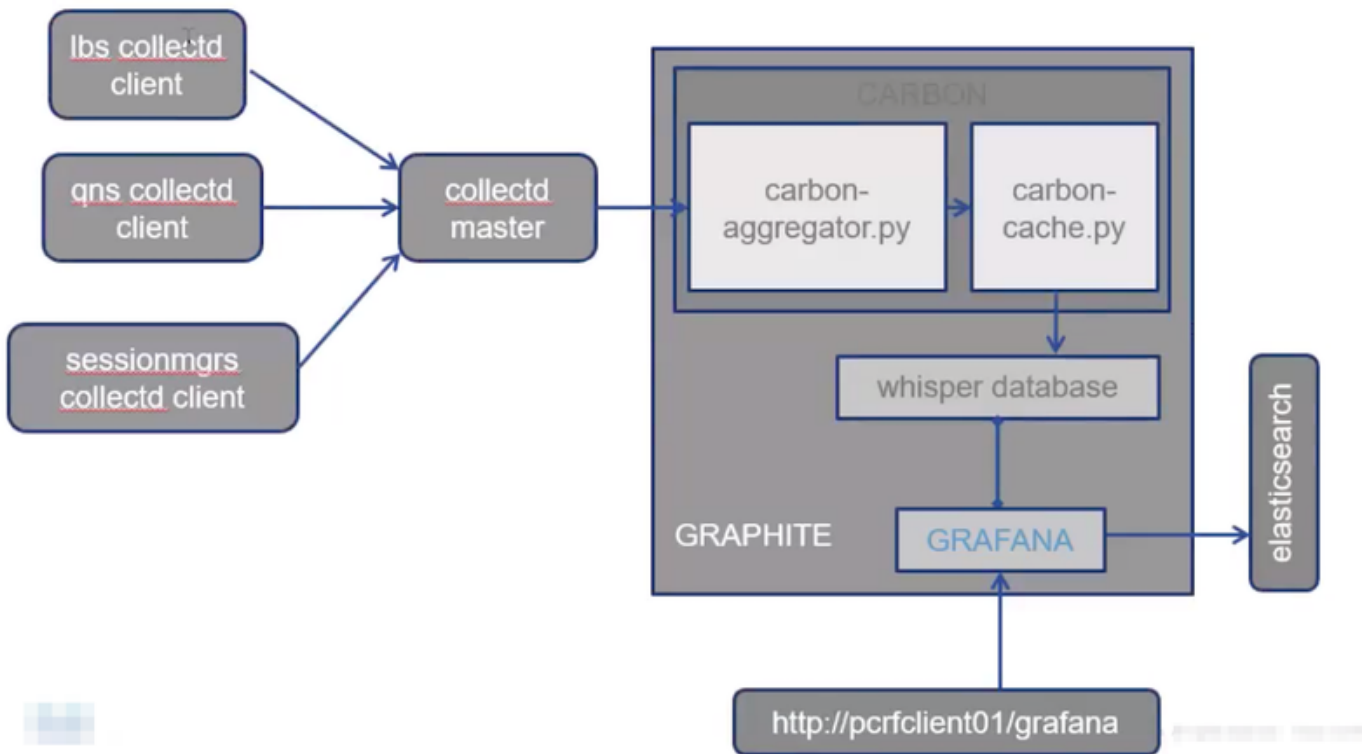 lbs collectd
client
qns collectd
client
sessionmgrs
collectd client
collectd
master
CARBON
carbon-
aggregator.py
carbon-
cache.py
whisper database
GRAPHITE
GRAFANA
elasticsearch
http://pcrfclient01/grafana